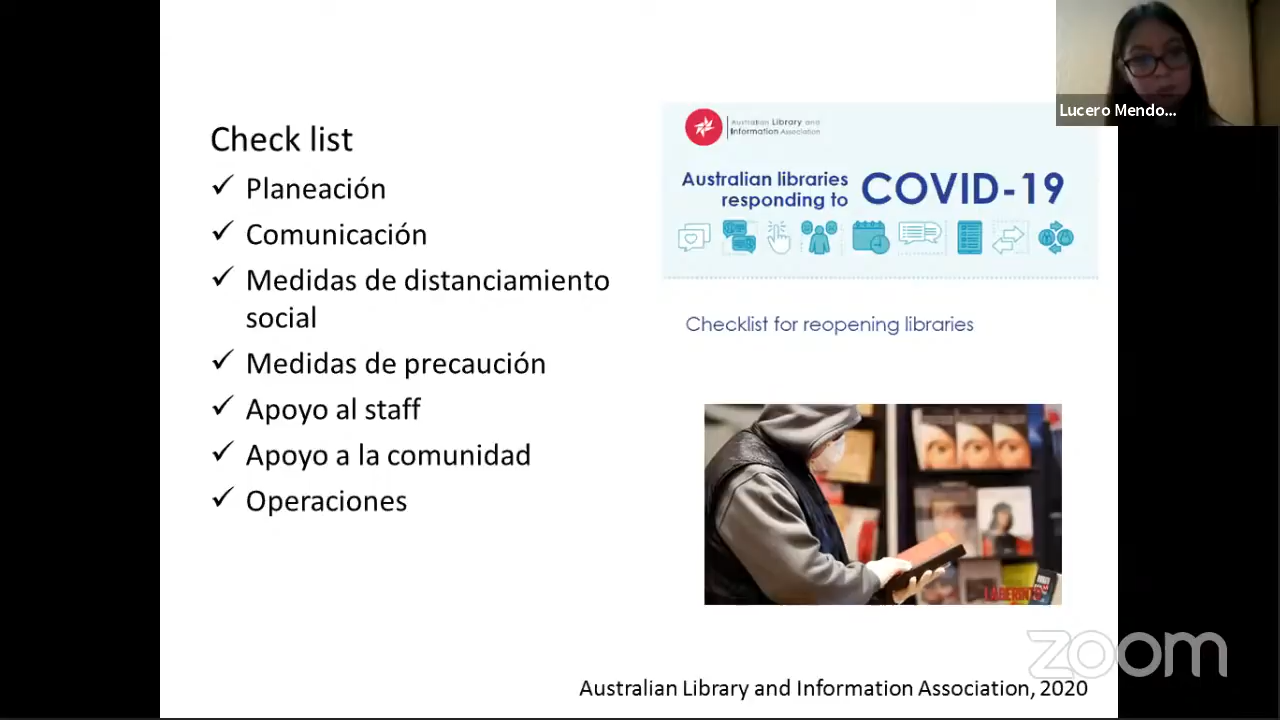 Lucero Mendo...
Check list
✓ Planeación
✓ Comunicación
✓ Medidas de distanciamiento
social
✓ Medidas de precaución
✓ Apoyo al staff
✓ Apoyo a la comunidad
✓ Operaciones
Australian Library and
Information Association
Australian libraries
responding to
COVID-19
Checklist for reopening libraries
LABERINTO
zoom
Australian Library and Information Association, 2020